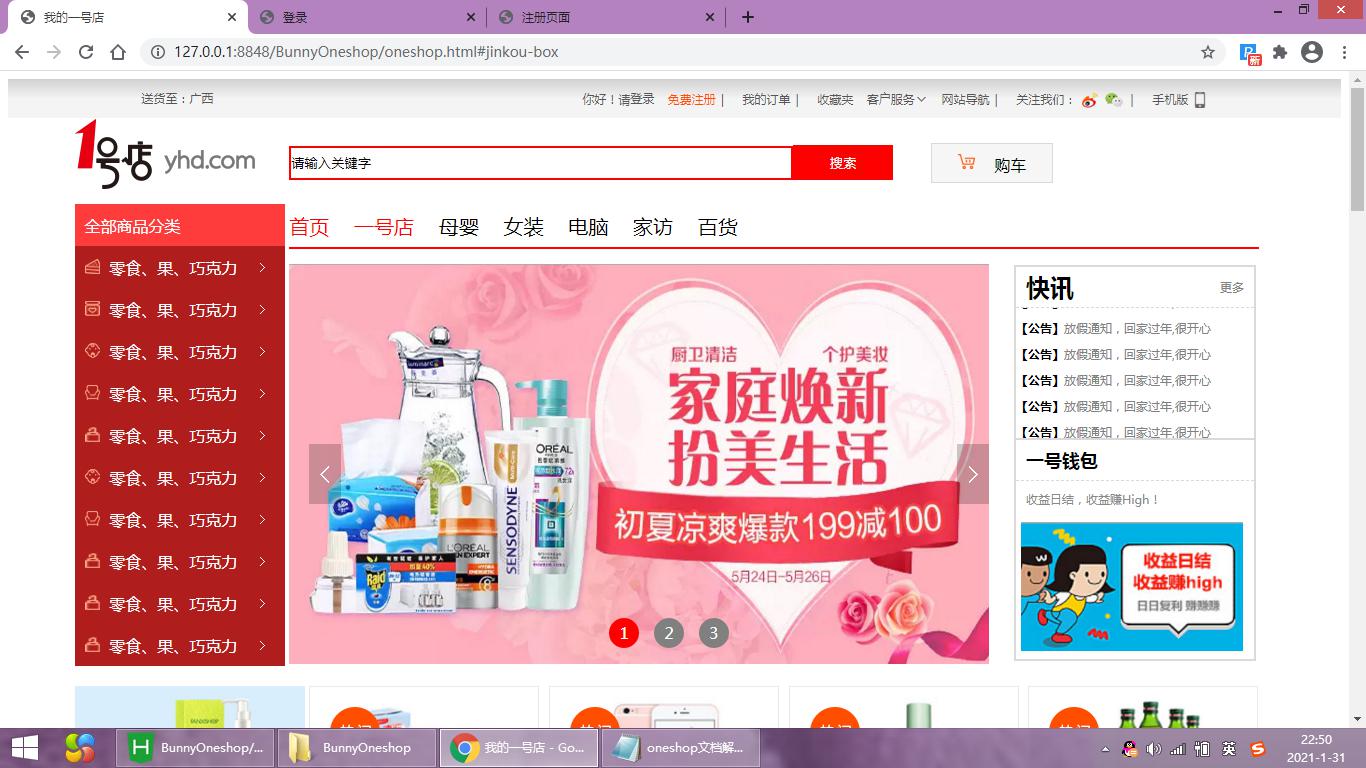 我的一号店
登录
注册页面
127.0.0.1:8848/BunnyOneshop/oneshop.html#jinkou-box
新
送货至：广西
你好！请登录 免费注册 | 我的订单 | 收藏夹 客户服务 网站导航 | 关注我们： | 手机版
1号店 yhd.com
请输入关键字
搜索
购车
全部商品分类
首页 一号店 母婴 女装 电脑 家访 百货
零食、果、巧克力
零食、果、巧克力
零食、果、巧克力
零食、果、巧克力
零食、果、巧克力
零食、果、巧克力
零食、果、巧克力
零食、果、巧克力
零食、果、巧克力
零食、果、巧克力
厨卫清洁 个护美妆
家庭焕新
扮美生活
初夏凉爽爆款199减100
5月24日-5月26日
luminarc
L'ORÉAL
SENSODYNE
L'OREAL
MEN EXPERT
Raid
1 2 3
快讯
更多
【公告】放假通知，回家过年,很开心
【公告】放假通知，回家过年,很开心
【公告】放假通知，回家过年,很开心
【公告】放假通知，回家过年,很开心
【公告】放假通知，回家过年,很开心
一号钱包
收益日结，收益赚High！
收益日结
收益赚high
日日复利 赚赚赚
BunnyOneshop/...
BunnyOneshop
我的一号店 - Go...
oneshop文档解...
英
22:50
2021-1-31